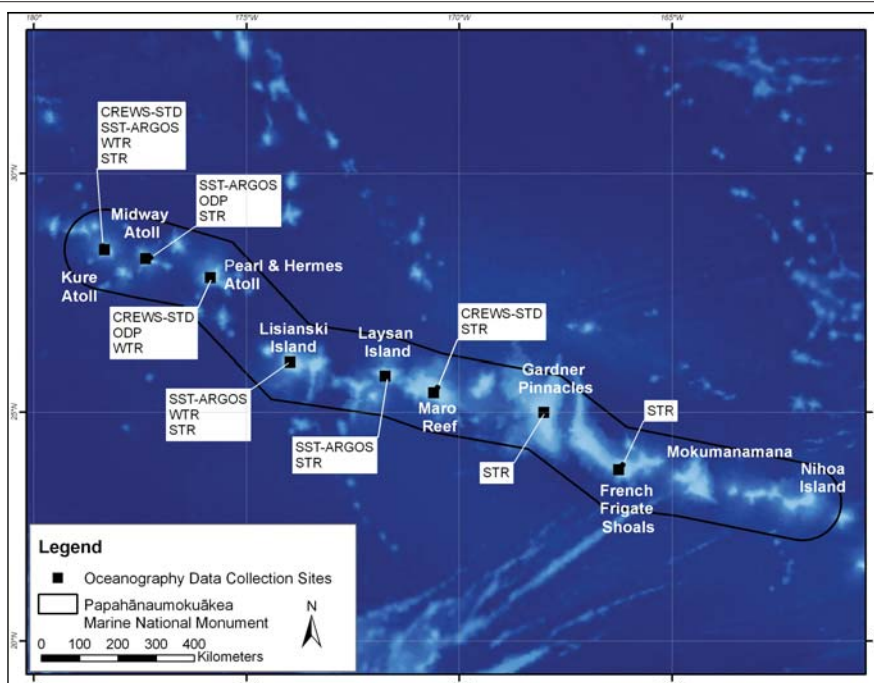 180°
175°W
170°W
165°W
30°N
25°N
20°N
CREWS-STD
SST-ARGOS
WTR
STR
SST-ARGOS
ODP
STR
Midway
Atoll
Kure
Atoll
Pearl & Hermes
Atoll
CREWS-STD
ODP
WTR
Lisianski
Island
Laysan
Island
CREWS-STD
STR
SST-ARGOS
WTR
STR
SST-ARGOS
STR
Maro
Reef
Gardner
Pinnacles
STR
STR
Mokumanamana
Nihoa
Island
French
Frigate
Shoals
Legend
Oceanography Data Collection Sites
Papahānaumokuākea
Marine National Monument
N
0 100 200 300 400
Kilometers